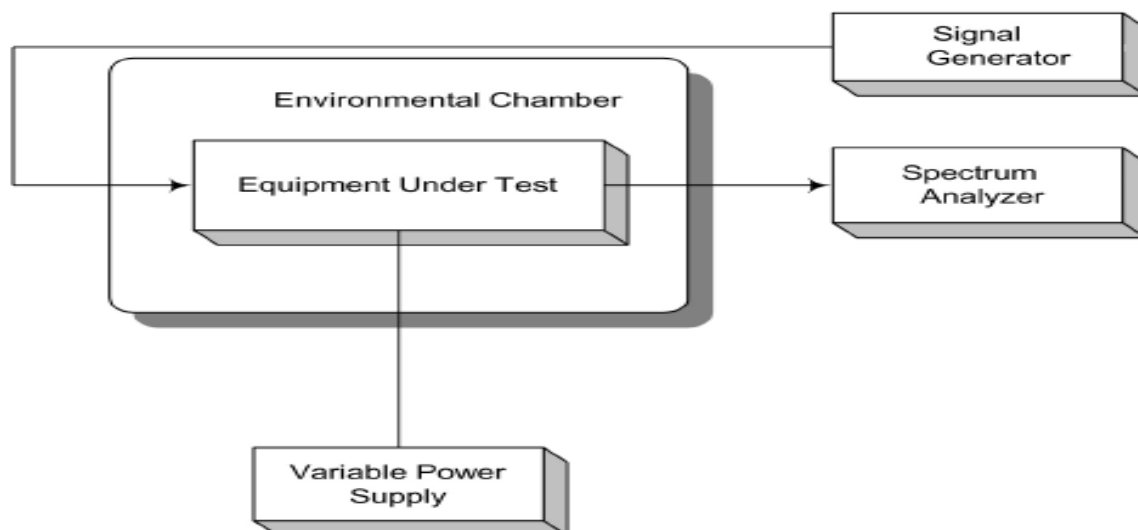 Signal
Generator
Environmental Chamber
Equipment Under Test
Spectrum
Analyzer
Variable Power
Supply